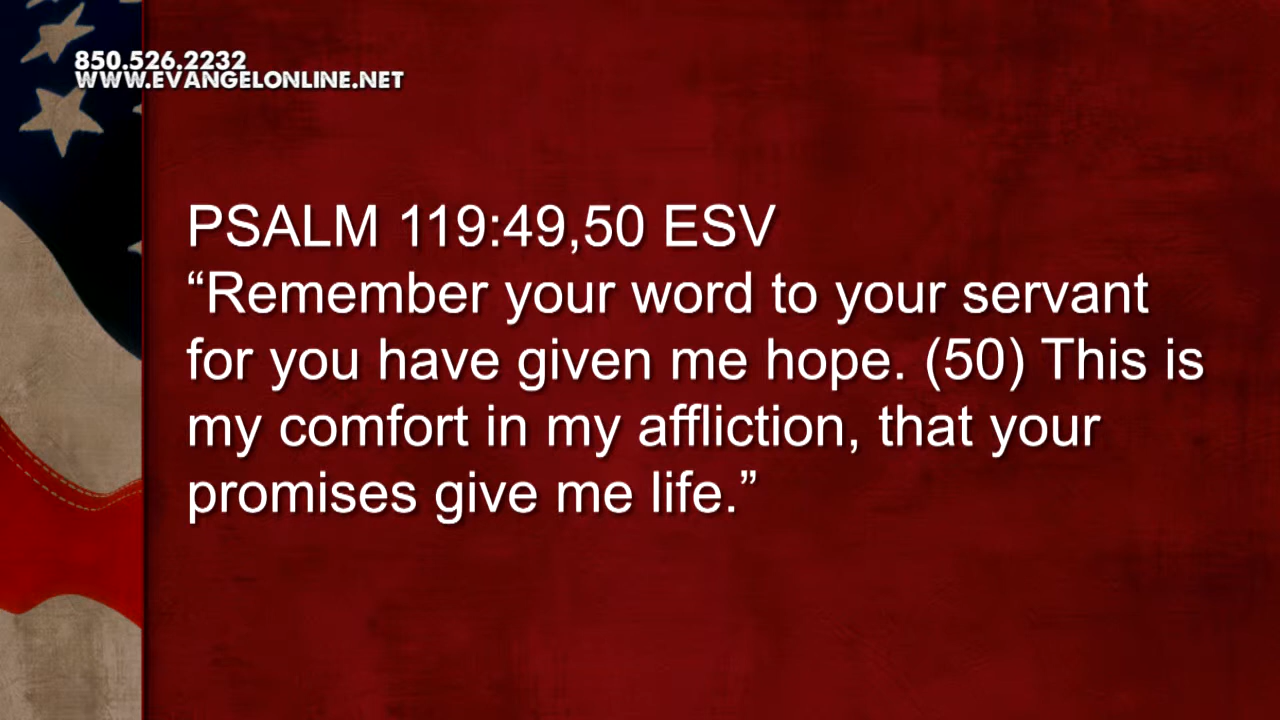 850.526.2232
WWW.EVANGELONLINE.NET
PSALM 119:49,50 ESV
“Remember your word to your servant
for you have given me hope. (50) This is
my comfort in my affliction, that your
promises give me life.”